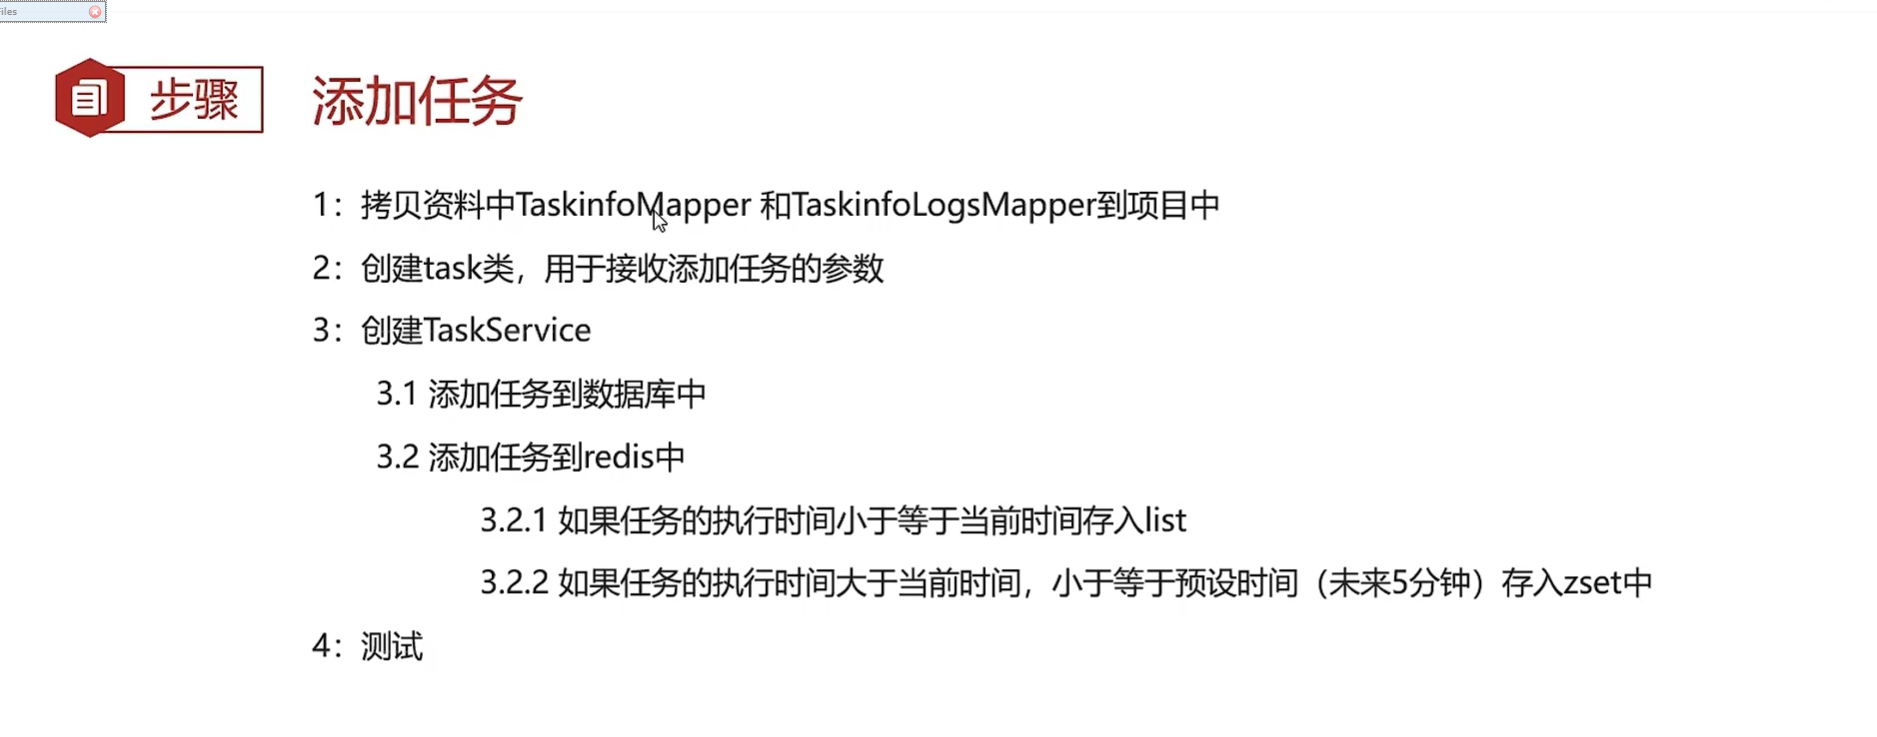 iles
步骤
添加任务
1：拷贝资料中TaskinfoMapper 和TaskinfoLogsMapper到项目中
2：创建task类，用于接收添加任务的参数
3：创建TaskService
3.1 添加任务到数据库中
3.2 添加任务到redis中
3.2.1 如果任务的执行时间小于等于当前时间存入list
3.2.2 如果任务的执行时间大于当前时间，小于等于预设时间（未来5分钟）存入zset中
4：测试